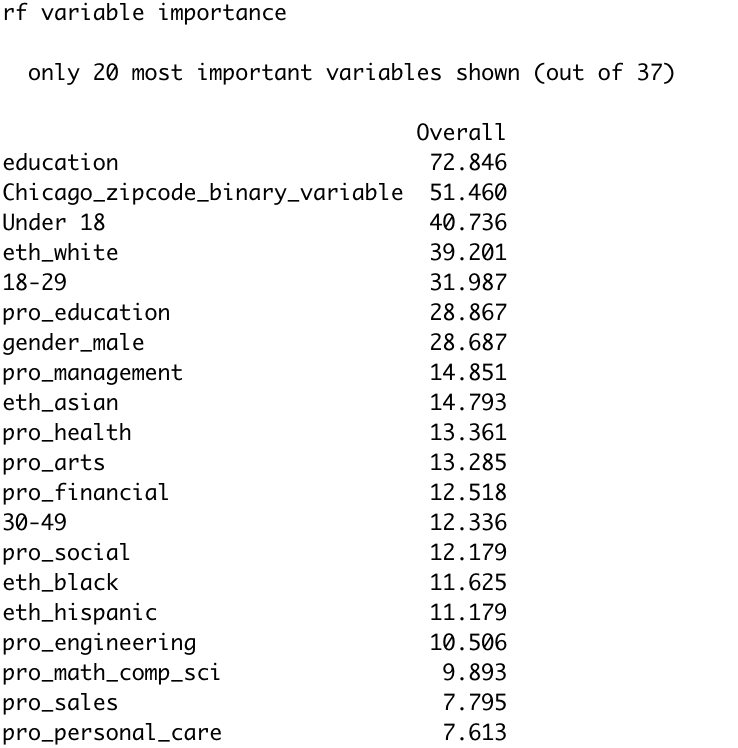 rf variable importance
only 20 most important variables shown (out of 37)
Overall
education 72.846
Chicago_zipcode_binary_variable 51.460
Under 18 40.736
eth_white 39.201
18-29 31.987
pro_education 28.867
gender_male 28.687
pro_management 14.851
eth_asian 14.793
pro_health 13.361
pro_arts 13.285
pro_financial 12.518
30-49 12.336
pro_social 12.179
eth_black 11.625
eth_hispanic 11.179
pro_engineering 10.506
pro_math_comp_sci 9.893
pro_sales 7.795
pro_personal_care 7.613